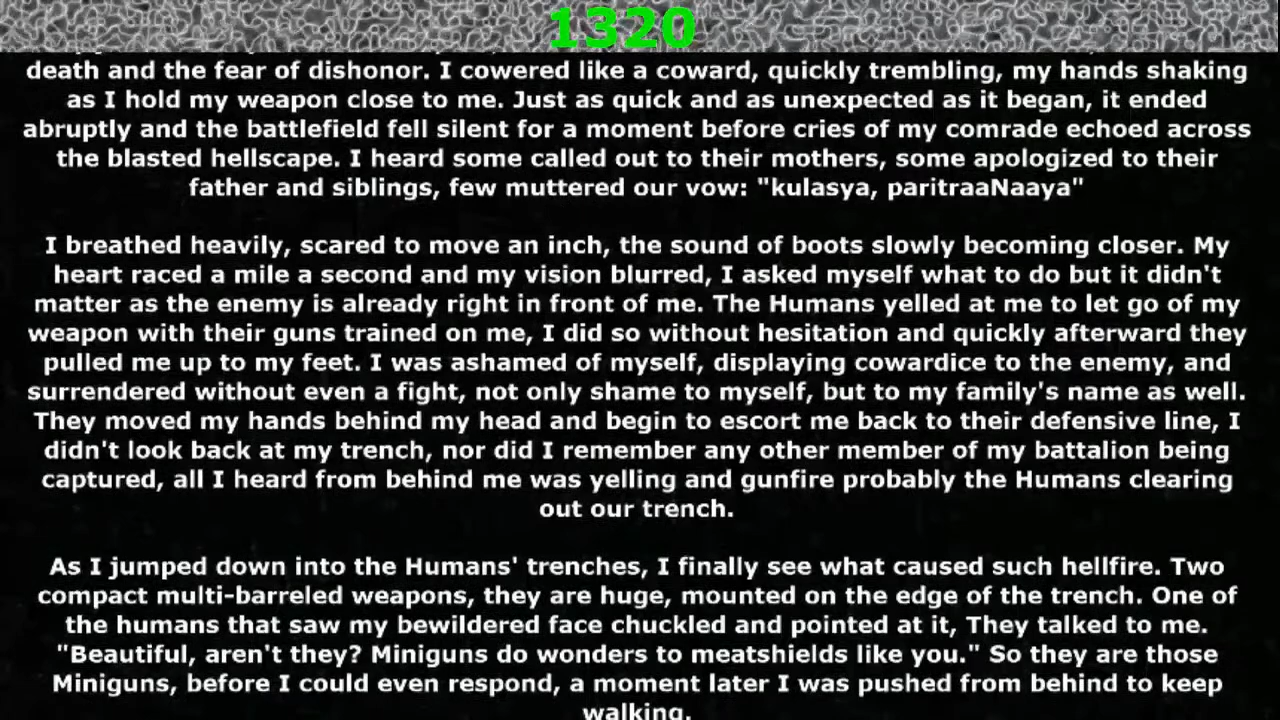 1320
death and the fear of dishonor. I cowered like a coward, quickly trembling, my hands shaking
as I hold my weapon close to me. Just as quick and as unexpected as it began, it ended
abruptly and the battlefield fell silent for a moment before cries of my comrade echoed across
the blasted hellscape. I heard some called out to their mothers, some apologized to their
father and siblings, few muttered our vow: "kulasya, paritraaNaaya"
I breathed heavily, scared to move an inch, the sound of boots slowly becoming closer. My
heart raced a mile a second and my vision blurred, I asked myself what to do but it didn't
matter as the enemy is already right in front of me. The Humans yelled at me to let go of my
weapon with their guns trained on me, I did so without hesitation and quickly afterward they
pulled me up to my feet. I was ashamed of myself, displaying cowardice to the enemy, and
surrendered without even a fight, not only shame to myself, but to my family's name as well.
They moved my hands behind my head and begin to escort me back to their defensive line, I
didn't look back at my trench, nor did I remember any other member of my battalion being
captured, all I heard from behind me was yelling and gunfire probably the Humans clearing
out our trench.
As I jumped down into the Humans' trenches, I finally see what caused such hellfire. Two
compact multi-barreled weapons, they are huge, mounted on the edge of the trench. One of
the humans that saw my bewildered face chuckled and pointed at it, They talked to me.
"Beautiful, aren't they? Miniguns do wonders to meatshields like you." So they are those
Miniguns, before I could even respond, a moment later I was pushed from behind to keep
walking.